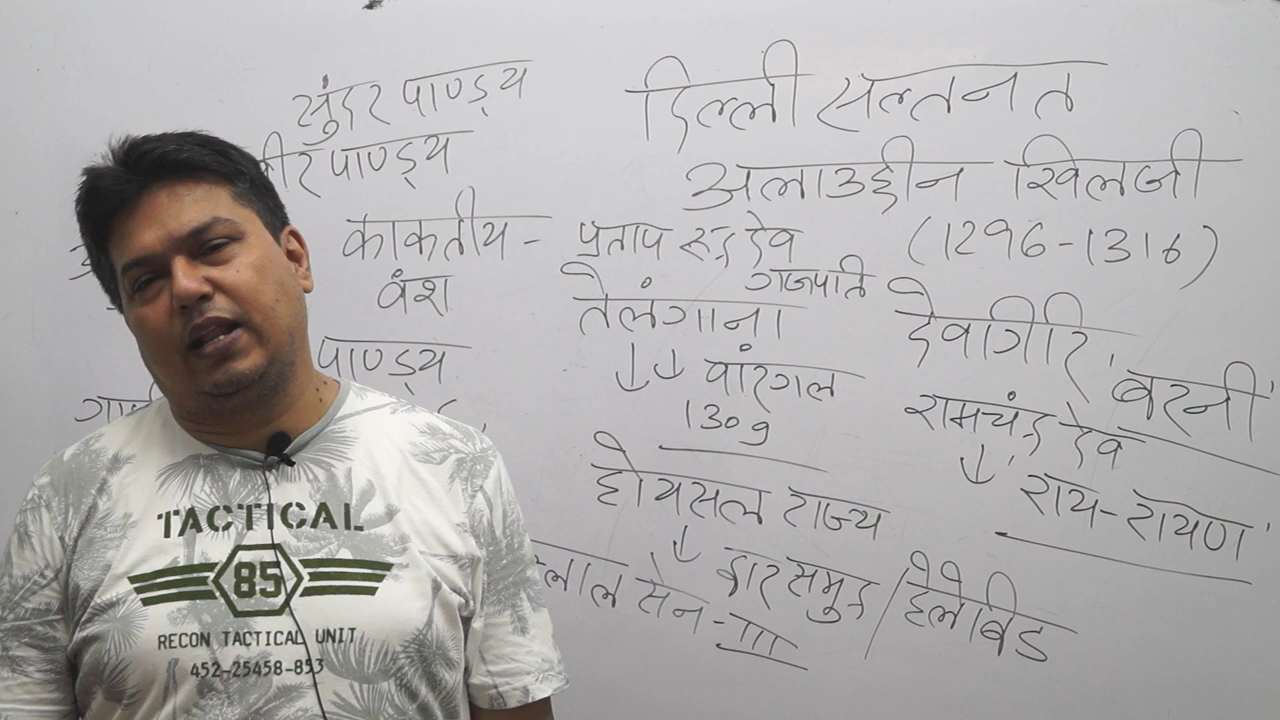 दिल्ली सल्तनत
अलाउद्दीन खिलजी
(1296-1316)
सुंदर पाण्ड्य
वीर पाण्ड्य
काकतीय -
वंश
पाण्ड्य
प्रताप रूद्र देव
गजपति
तेलंगाना
वारंगल
1309
होयसल राज्य
द्वारसमुद्र / हेलेबिड
ल्लाल सेन-III
देवगिरि
'बरनी'
रामचंद्र देव
राय-रायण'
TACTICAL
85
RECON TACTICAL UNIT
452-25458-853